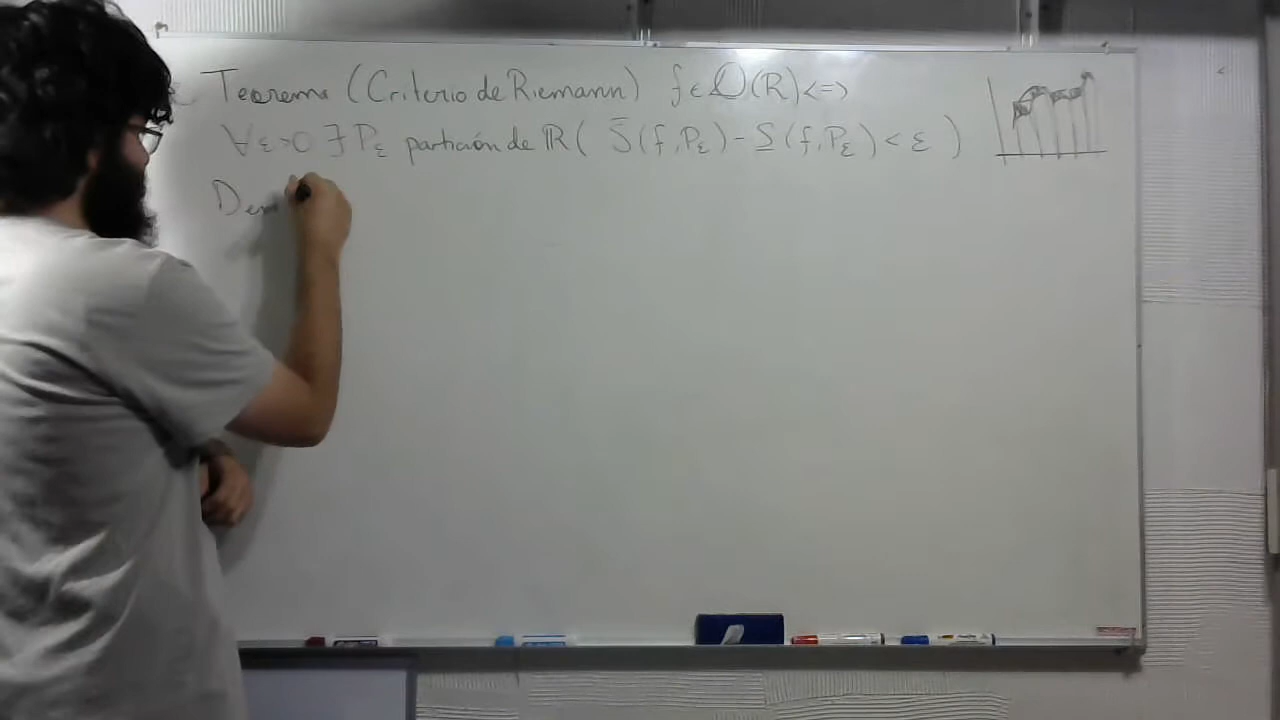 Teorema (Criterio de Riemann) f ∈ 𝓡(R) <=>
∀ε>0 ∃ P_ε partición de R ( S̅(f,P_ε) - S̲(f,P_ε) < ε )
Dem